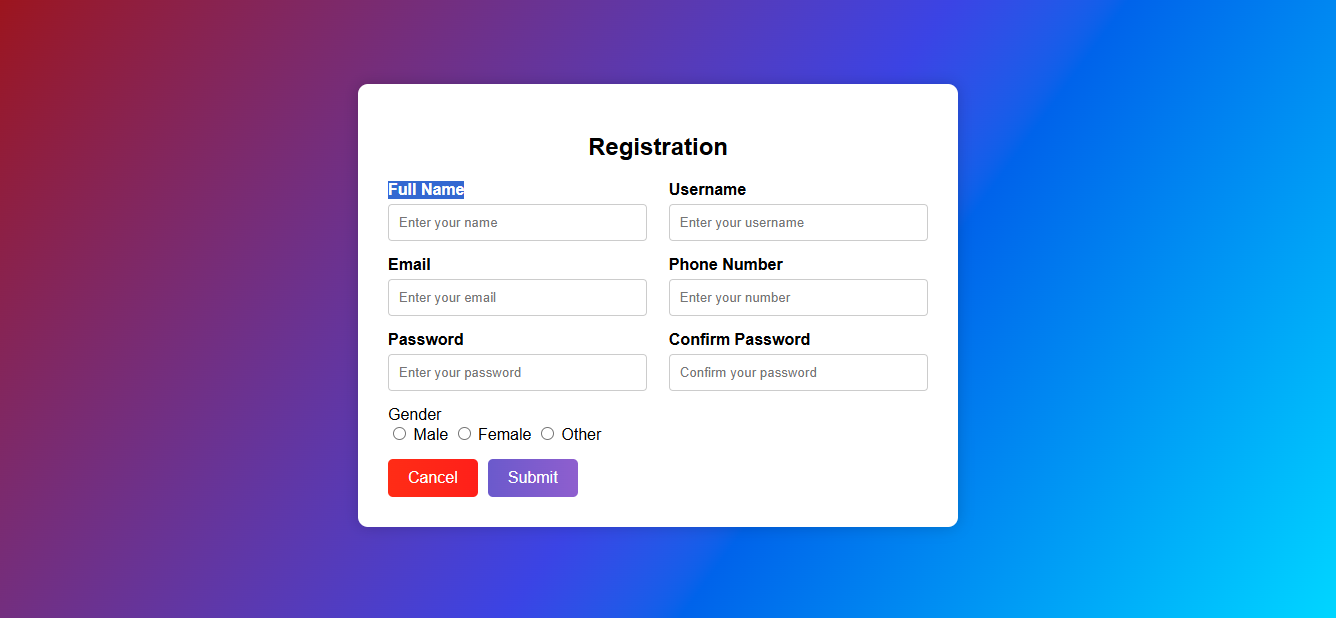 Registration
Full Name Username
Enter your name Enter your username
Email Phone Number
Enter your email Enter your number
Password Confirm Password
Enter your password Confirm your password
Gender
Male Female Other
Cancel Submit